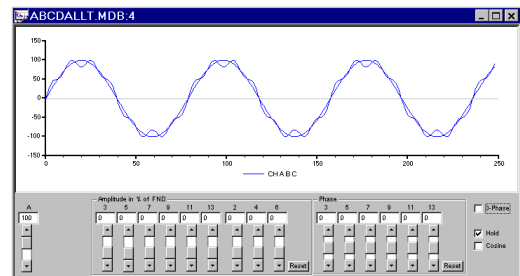 ABCDALLT.MDB:4
150
100
50
0
-50
-100
-150
0 50 100 150 200 250
CH A B C
Amplitude in % of FND
Phase
A 3 5 7 9 11 13 2 4 6 3 5 7 9 11 13
100 0 0 0 0 0 0 0 0 0 0 0 0 0 0 0
3-Phase
Hold
Cosine
Reset Reset